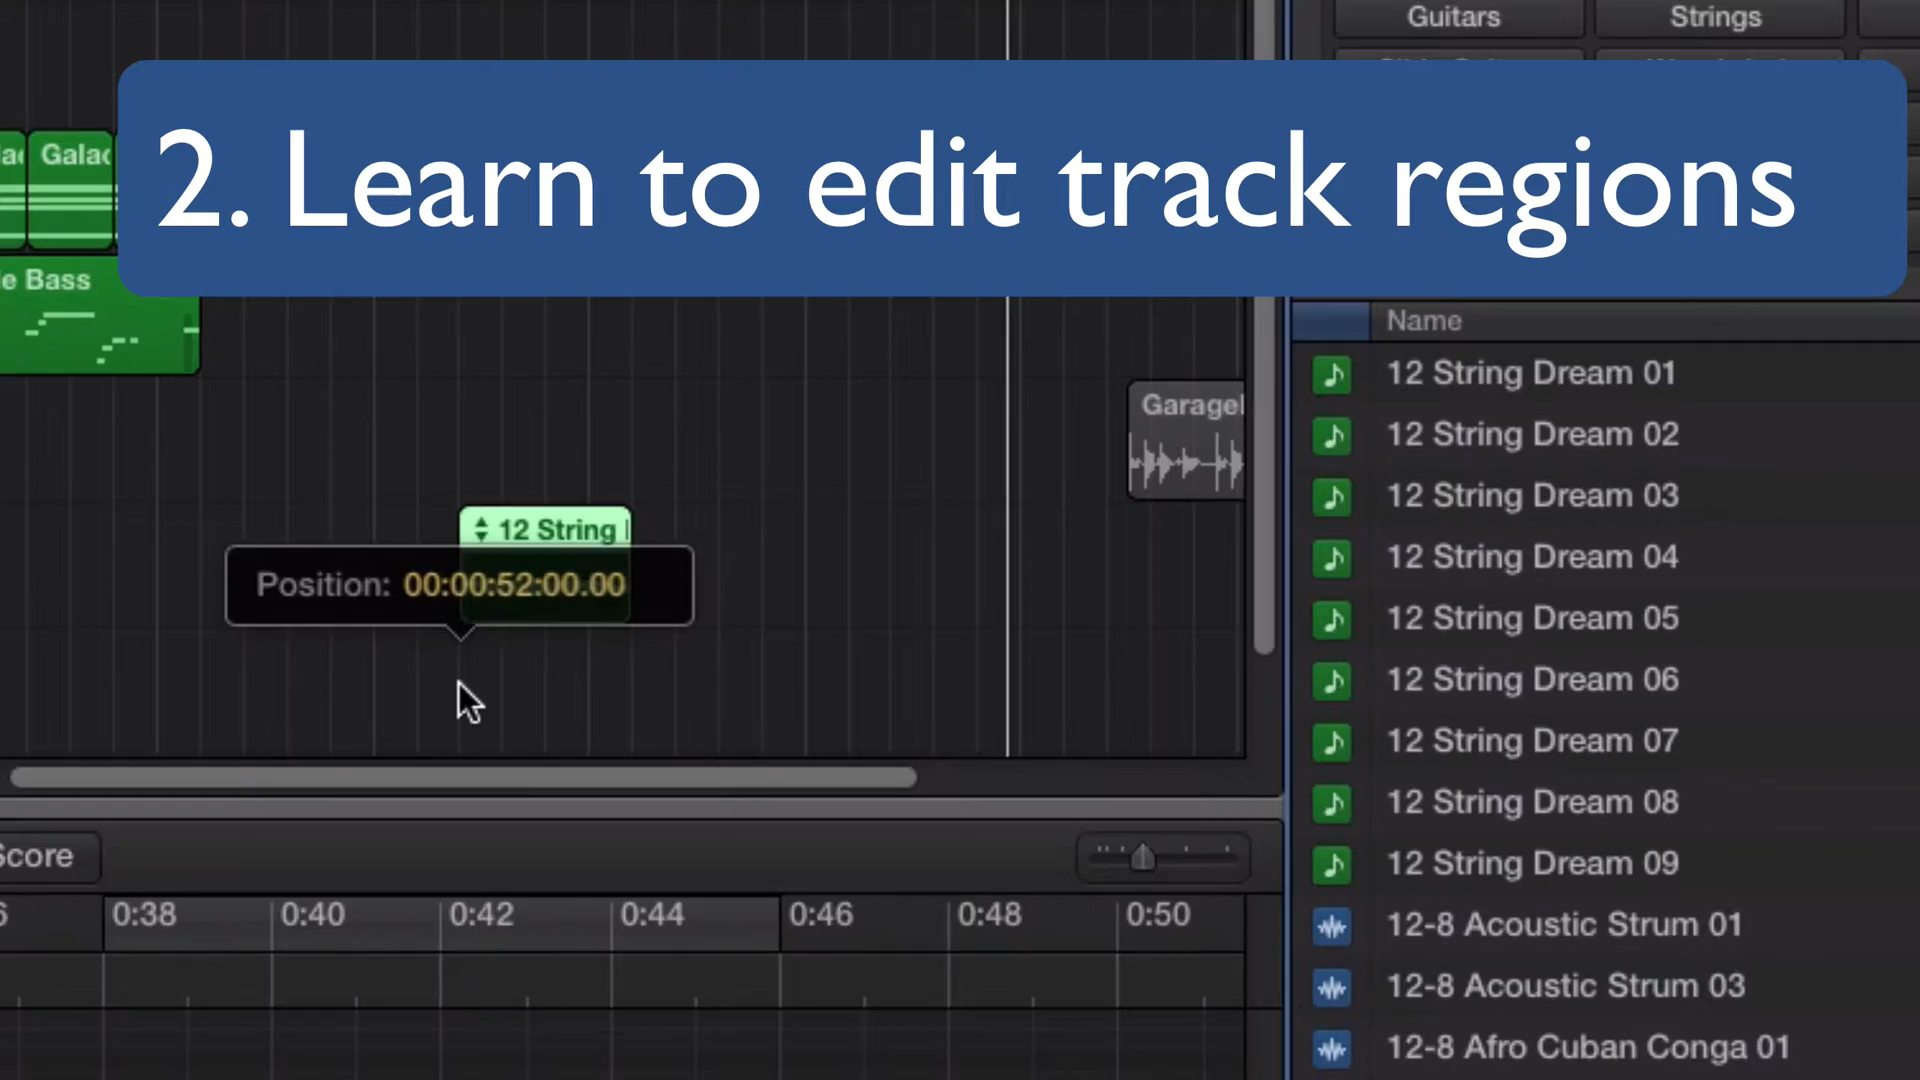 Guitars
Strings
2. Learn to edit track regions
Galac
e Bass
Name
12 String Dream 01
12 String Dream 02
12 String Dream 03
12 String Dream 04
12 String Dream 05
12 String Dream 06
12 String Dream 07
12 String Dream 08
12 String Dream 09
12-8 Acoustic Strum 01
12-8 Acoustic Strum 03
12-8 Afro Cuban Conga 01
Garagel
12 String
Position: 00:00:52:00.00
Score
6 0:38 0:40 0:42 0:44 0:46 0:48 0:50